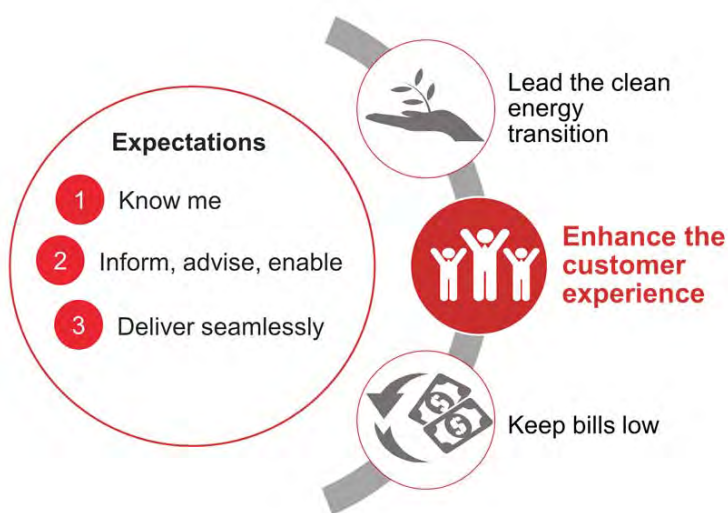 Expectations
1 Know me
2 Inform, advise, enable
3 Deliver seamlessly
Lead the clean
energy
transition
Enhance the
customer
experience
$ $
Keep bills low